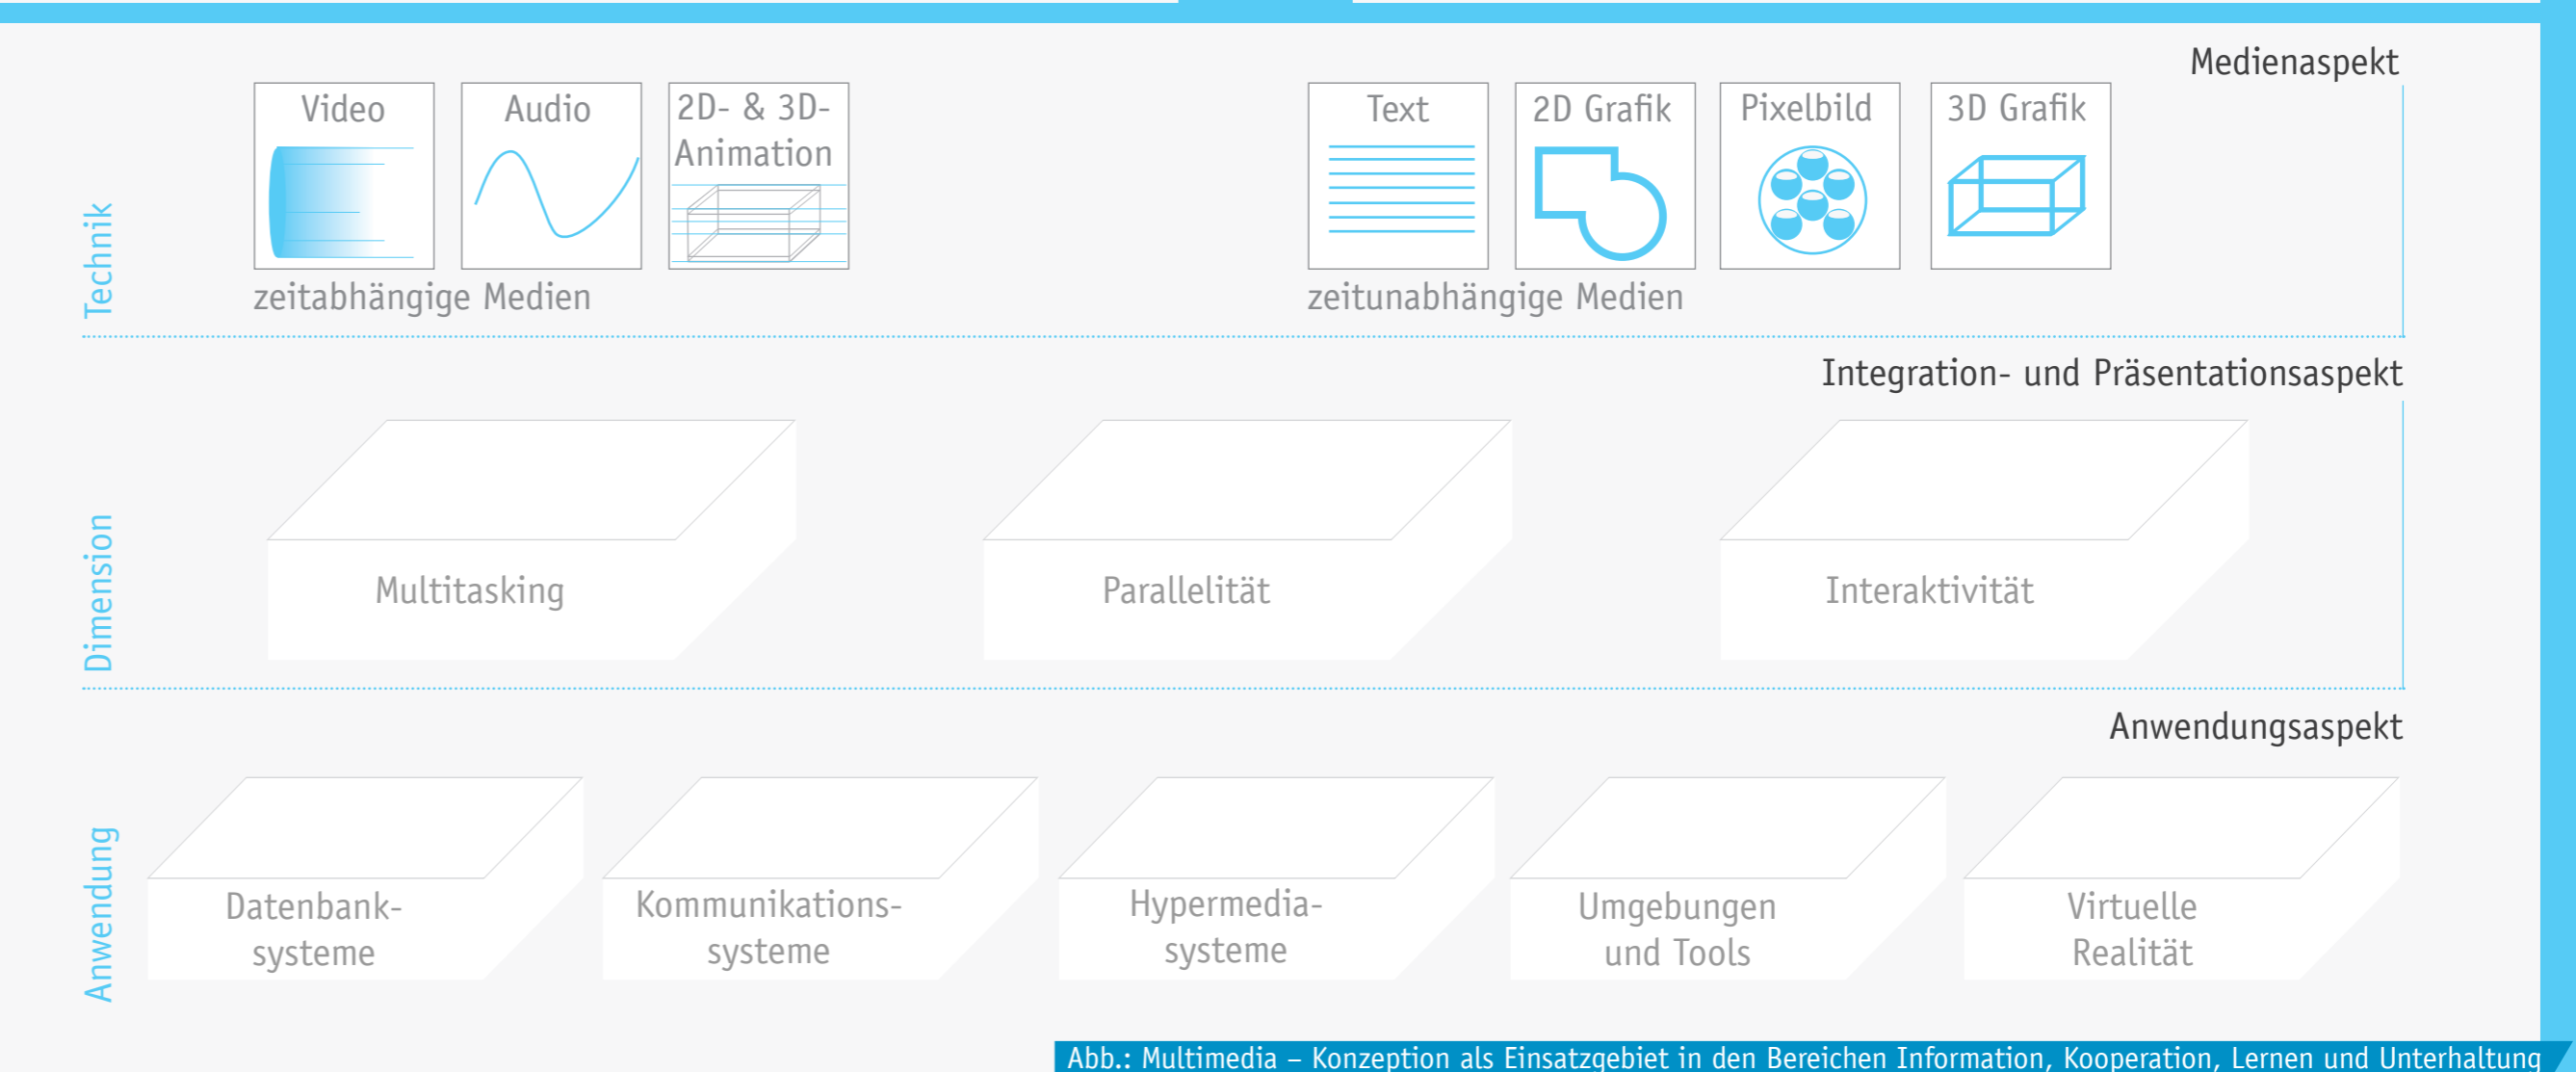 Medienaspekt
Technik
Video
Audio
2D- & 3D-
Animation
zeitabhängige Medien
Text
2D Grafik
Pixelbild
3D Grafik
zeitunabhängige Medien
Integration- und Präsentationsaspekt
Dimension
Multitasking
Parallelität
Interaktivität
Anwendungsaspekt
Anwendung
Datenbank-
systeme
Kommunikations-
systeme
Hypermedia-
systeme
Umgebungen
und Tools
Virtuelle
Realität
Abb.: Multimedia – Konzeption als Einsatzgebiet in den Bereichen Information, Kooperation, Lernen und Unterhaltung